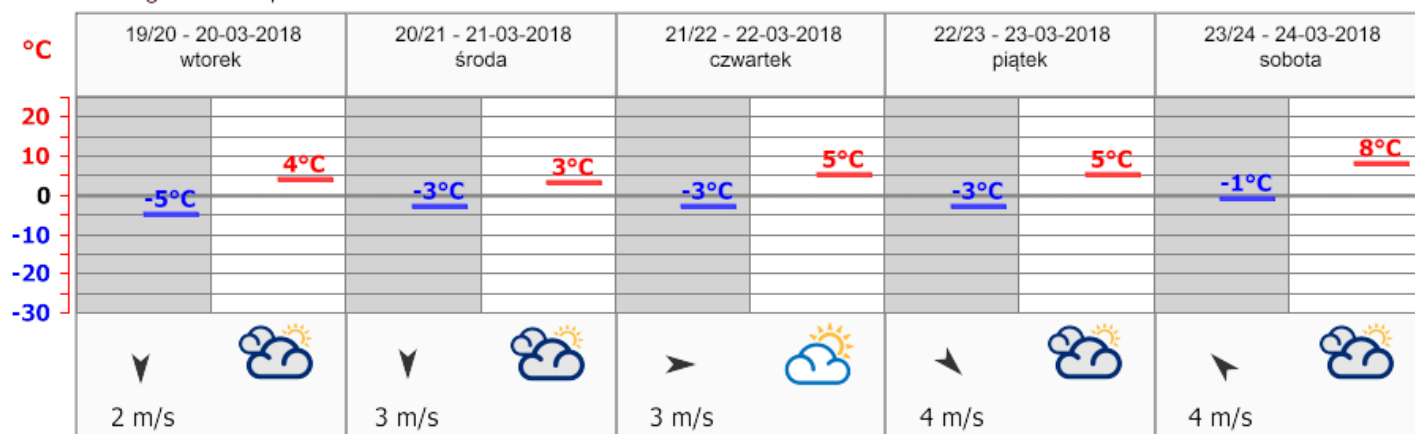 °C
19/20 - 20-03-2018
wtorek
20/21 - 21-03-2018
środa
21/22 - 22-03-2018
czwartek
22/23 - 23-03-2018
piątek
23/24 - 24-03-2018
sobota
20
10
0
-10
-20
-30
-5°C
4°C
-3°C
3°C
-3°C
5°C
-3°C
5°C
-1°C
8°C
2 m/s
3 m/s
3 m/s
4 m/s
4 m/s